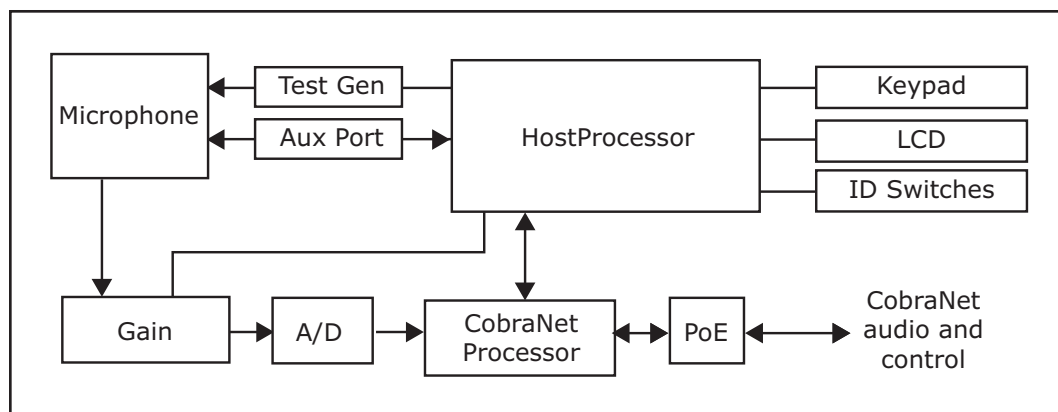 Microphone
Test Gen
Aux Port
HostProcessor
Keypad
LCD
ID Switches
Gain
A/D
CobraNet
Processor
PoE
CobraNet
audio and
control